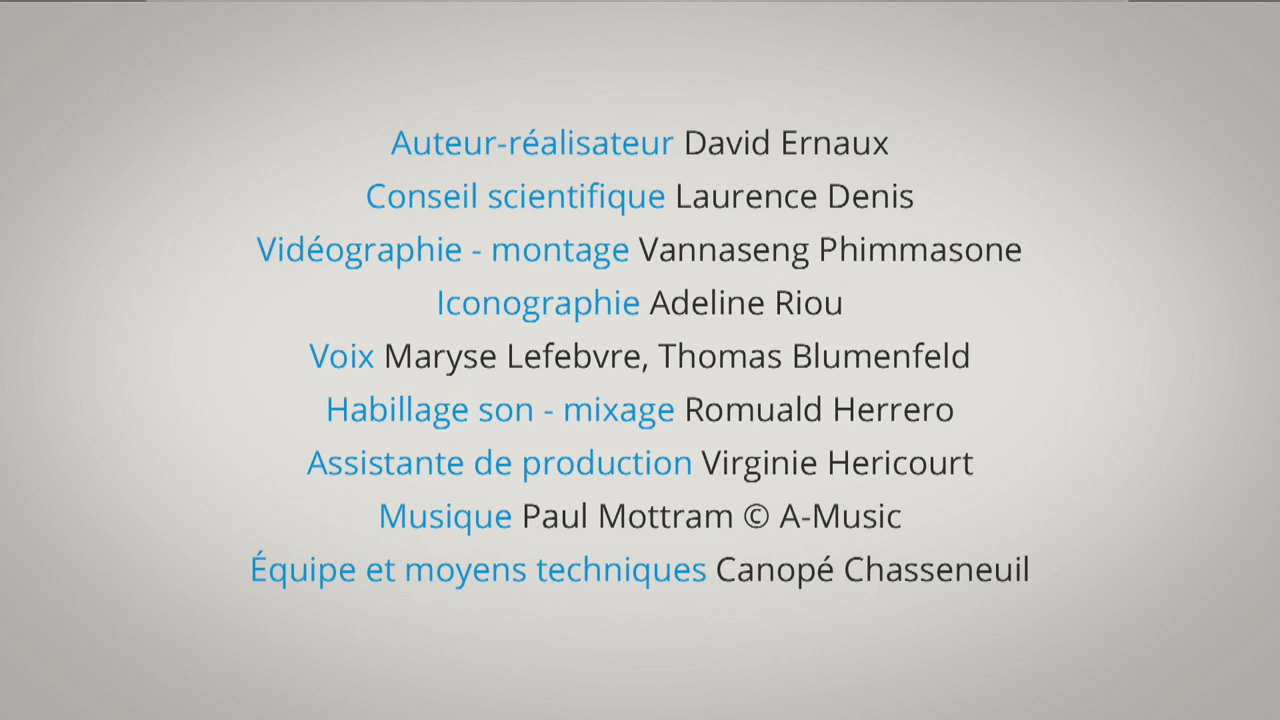 Auteur-réalisateur David Ernaux
Conseil scientifique Laurence Denis
Vidéographie - montage Vannaseng Phimmasone
Iconographie Adeline Riou
Voix Maryse Lefebvre, Thomas Blumenfeld
Habillage son - mixage Romuald Herrero
Assistante de production Virginie Hericourt
Musique Paul Mottram © A-Music
Équipe et moyens techniques Canopé Chasseneuil